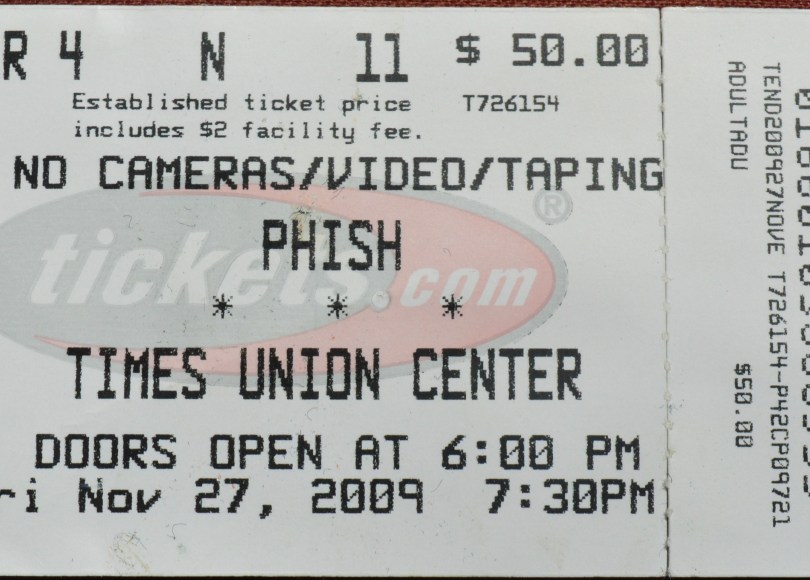 R 4 N 11 $ 50.00
Established ticket price T726154
includes $2 facility fee.
NO CAMERAS/VIDEO/TAPING
PHISH
tickets.com®
* * *
TIMES UNION CENTER
DOORS OPEN AT 6:00 PM
ri Nov 27, 2009 7:30PM
TEND200927NOVE T726154-P42CP09721
ADULTADU $50.00